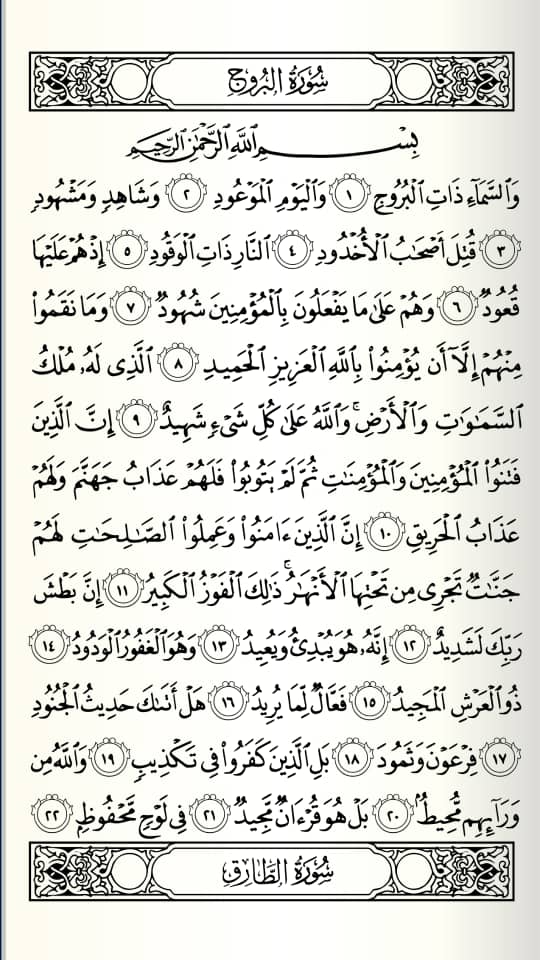 سُورَةُ البُرُوجِ
بِسْمِ ٱللَّهِ ٱلرَّحْمَٰنِ ٱلرَّحِيمِ
وَٱلسَّمَآءِ ذَاتِ ٱلْبُرُوجِ ١ وَٱلْيَوْمِ ٱلْمَوْعُودِ ٢ وَشَاهِدٍ وَمَشْهُودٍ
٣ قُتِلَ أَصْحَٰبُ ٱلْأُخْدُودِ ٤ ٱلنَّارِ ذَاتِ ٱلْوَقُودِ ٥ إِذْ هُمْ عَلَيْهَا
قُعُودٌ ٦ وَهُمْ عَلَىٰ مَا يَفْعَلُونَ بِٱلْمُؤْمِنِينَ شُهُودٌ ٧ وَمَا نَقَمُوا۟
مِنْهُمْ إِلَّآ أَن يُؤْمِنُوا۟ بِٱللَّهِ ٱلْعَزِيزِ ٱلْحَمِيدِ ٨ ٱلَّذِى لَهُۥ مُلْكُ
ٱلسَّمَٰوَٰتِ وَٱلْأَرْضِ ۚ وَٱللَّهُ عَلَىٰ كُلِّ شَىْءٍ شَهِيدٌ ٩ إِنَّ ٱلَّذِينَ
فَتَنُوا۟ ٱلْمُؤْمِنِينَ وَٱلْمُؤْمِنَٰتِ ثُمَّ لَمْ يَتُوبُوا۟ فَلَهُمْ عَذَابُ جَهَنَّمَ وَلَهُمْ
عَذَابُ ٱلْحَرِيقِ ١٠ إِنَّ ٱلَّذِينَ ءَامَنُوا۟ وَعَمِلُوا۟ ٱلصَّٰلِحَٰتِ لَهُمْ
جَنَّٰتٌ تَجْرِى مِن تَحْتِهَا ٱلْأَنْهَٰرُ ۚ ذَٰلِكَ ٱلْفَوْزُ ٱلْكَبِيرُ ١١ إِنَّ بَطْشَ
رَبِّكَ لَشَدِيدٌ ١٢ إِنَّهُۥ هُوَ يُبْدِئُ وَيُعِيدُ ١٣ وَهُوَ ٱلْغَفُورُ ٱلْوَدُودُ ١٤
ذُو ٱلْعَرْشِ ٱلْمَجِيدُ ١٥ فَعَّالٌ لِّمَا يُرِيدُ ١٦ هَلْ أَتَىٰكَ حَدِيثُ ٱلْجُنُودِ
١٧ فِرْعَوْنَ وَثَمُودَ ١٨ بَلِ ٱلَّذِينَ كَفَرُوا۟ فِى تَكْذِيبٍ ١٩ وَٱللَّهُ مِن
وَرَآئِهِم مُّحِيطٌۢ ٢٠ بَلْ هُوَ قُرْءَانٌ مَّجِيدٌ ٢١ فِى لَوْحٍ مَّحْفُوظٍۭ ٢٢
سُورَةُ الطَّارِقِ